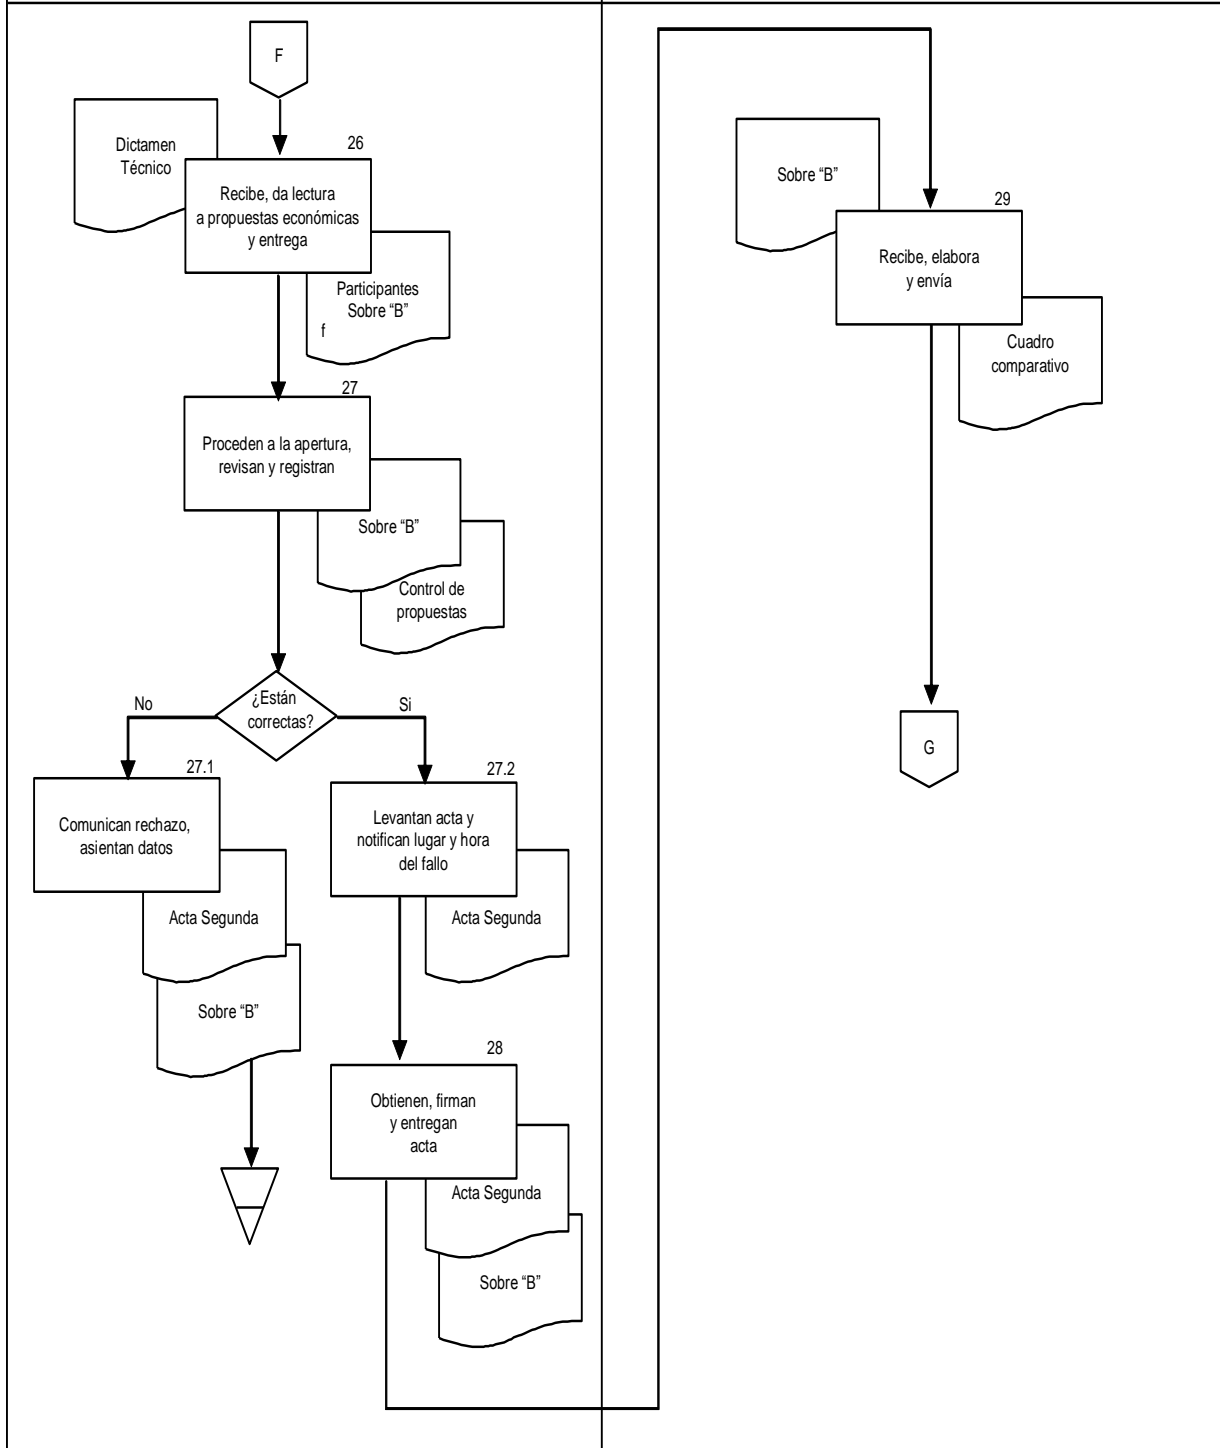 F
Dictamen
Técnico
26
Recibe, da lectura
a propuestas económicas
y entrega
Participantes
Sobre “B”
f
27
Proceden a la apertura,
revisan y registran
Sobre “B”
Control de
propuestas
¿Están
correctas?
No
Si
27.1
Comunican rechazo,
asientan datos
Acta Segunda
Sobre “B”
27.2
Levantan acta y
notifican lugar y hora
del fallo
Acta Segunda
28
Obtienen, firman
y entregan
acta
Acta Segunda
Sobre “B”
Sobre “B”
29
Recibe, elabora
y envía
Cuadro
comparativo
G